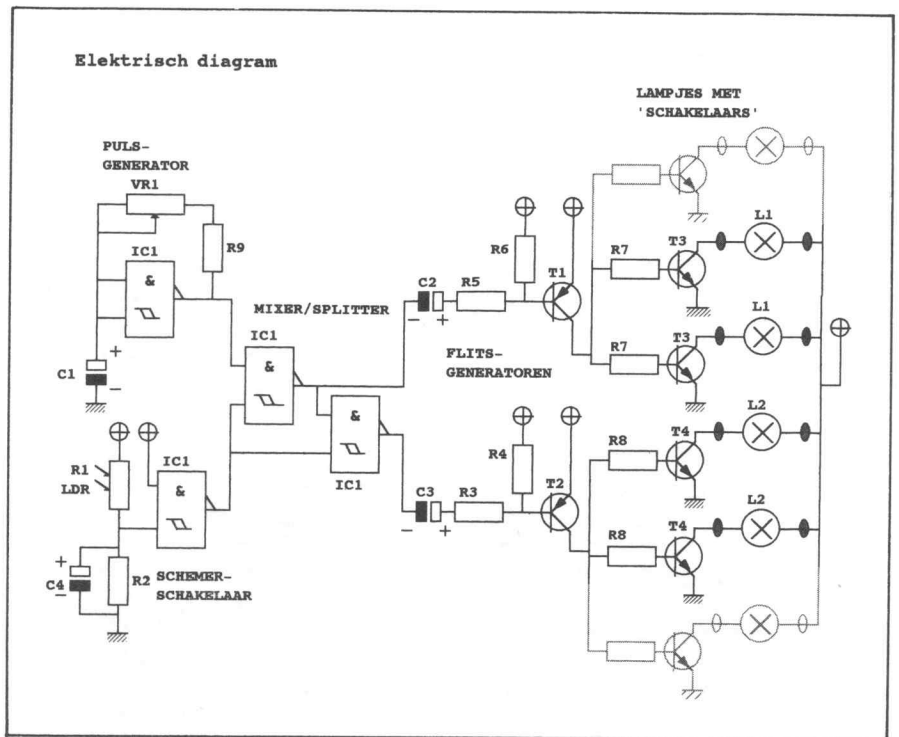 Elektrisch diagram
LAMPJES MET
'SCHAKELAARS'
PULS-
GENERATOR
VR1
R9
IC1
&
+
C1
-
MIXER/SPLITTER
IC1
&
&
IC1
R1
LDR
IC1
&
+
C4
-
R2
SCHEMER-
SCHAKELAAR
C2
-
+
R5
R6
T1
FLITS-
GENERATOREN
C3
-
+
R3
R4
T2
R7
T3
L1
R7
T3
L1
R8
T4
L2
R8
T4
L2